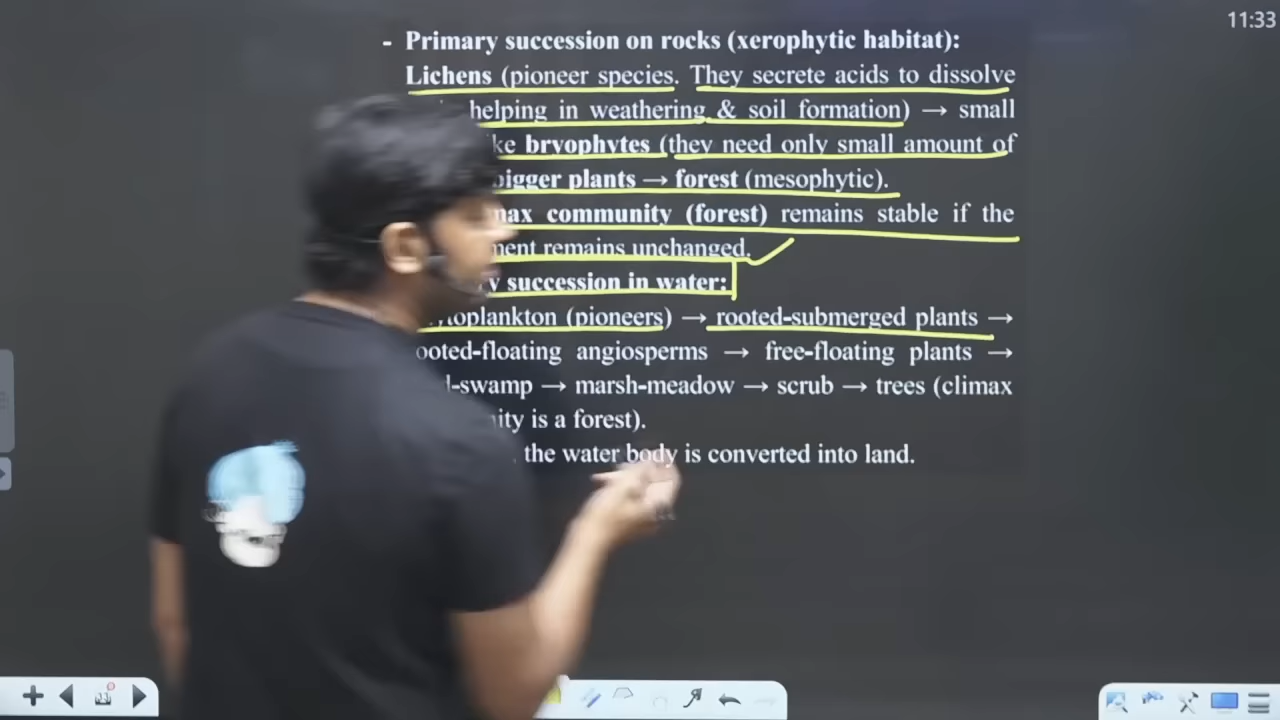 11:33
- Primary succession on rocks (xerophytic habitat):
Lichens (pioneer species. They secrete acids to dissolve
helping in weathering & soil formation) → small
bryophytes (they need only small amount of
bigger plants → forest (mesophytic).
community (forest) remains stable if the
remains unchanged.
succession in water:
(pioneers) → rooted-submerged plants →
ooted-floating angiosperms → free-floating plants →
-swamp → marsh-meadow → scrub → trees (climax
is a forest).
the water body is converted into land.